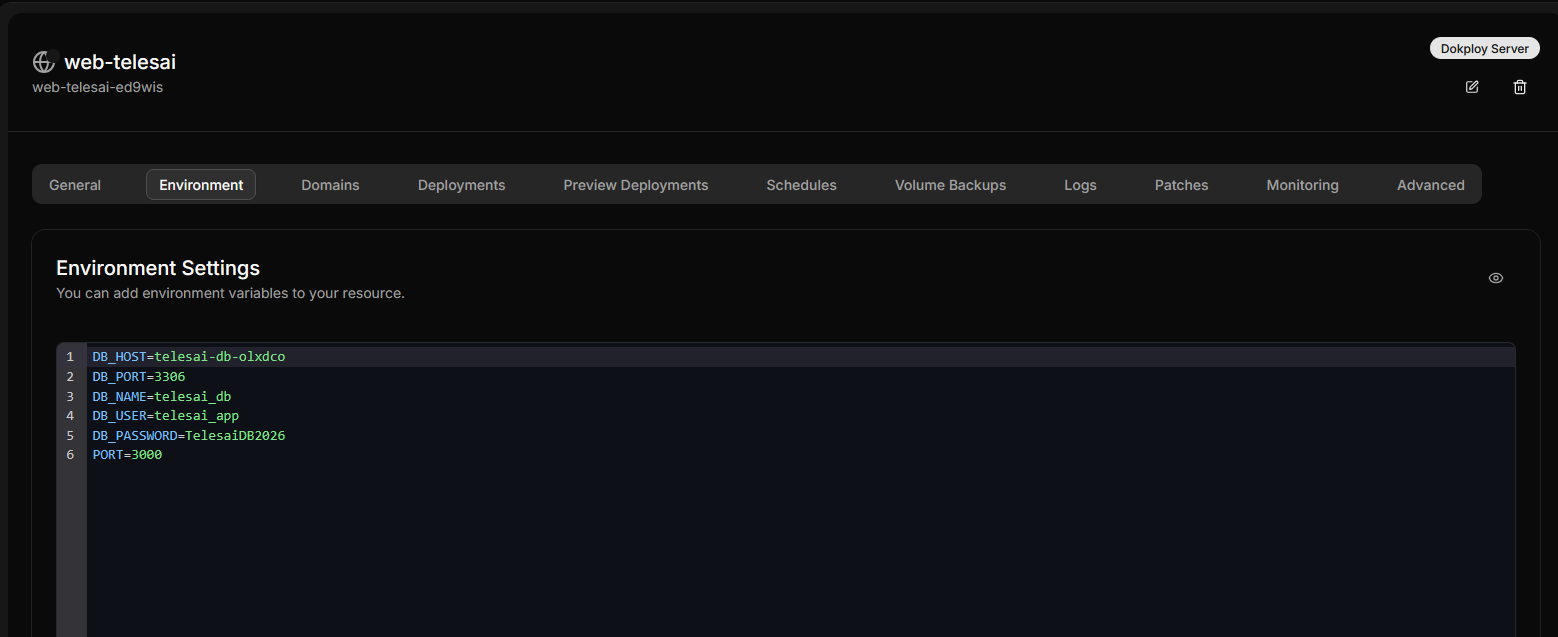 web-telesai
web-telesai-ed9wis
Dokploy Server
General Environment Domains Deployments Preview Deployments Schedules Volume Backups Logs Patches Monitoring Advanced
Environment Settings
You can add environment variables to your resource.
1 DB_HOST=telesai-db-olxdco
2 DB_PORT=3306
3 DB_NAME=telesai_db
4 DB_USER=telesai_app
5 DB_PASSWORD=TelesaiDB2026
6 PORT=3000